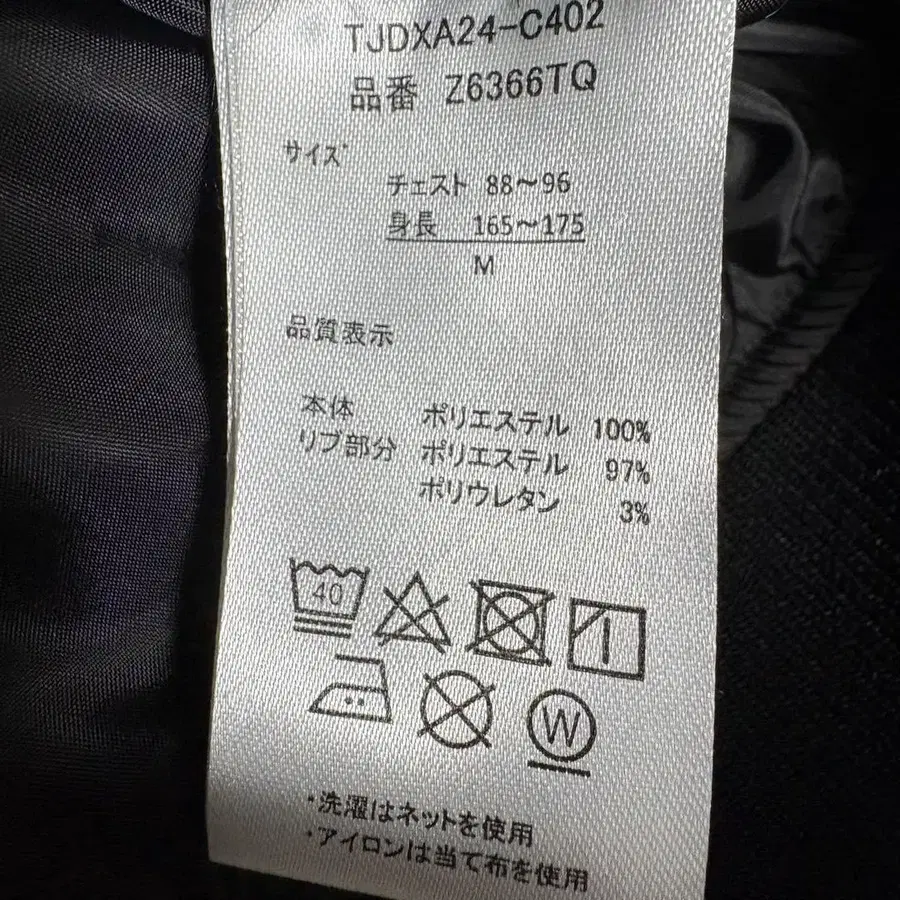 TJDXA24-C402
品番 Z6366TQ
サイズ
チェスト 88～96
身長 165～175
M
品質表示
本体 ポリエステル 100%
リブ部分 ポリエステル 97%
ポリウレタン 3%
40
W
・洗濯はネットを使用
・アイロンは当て布を使用